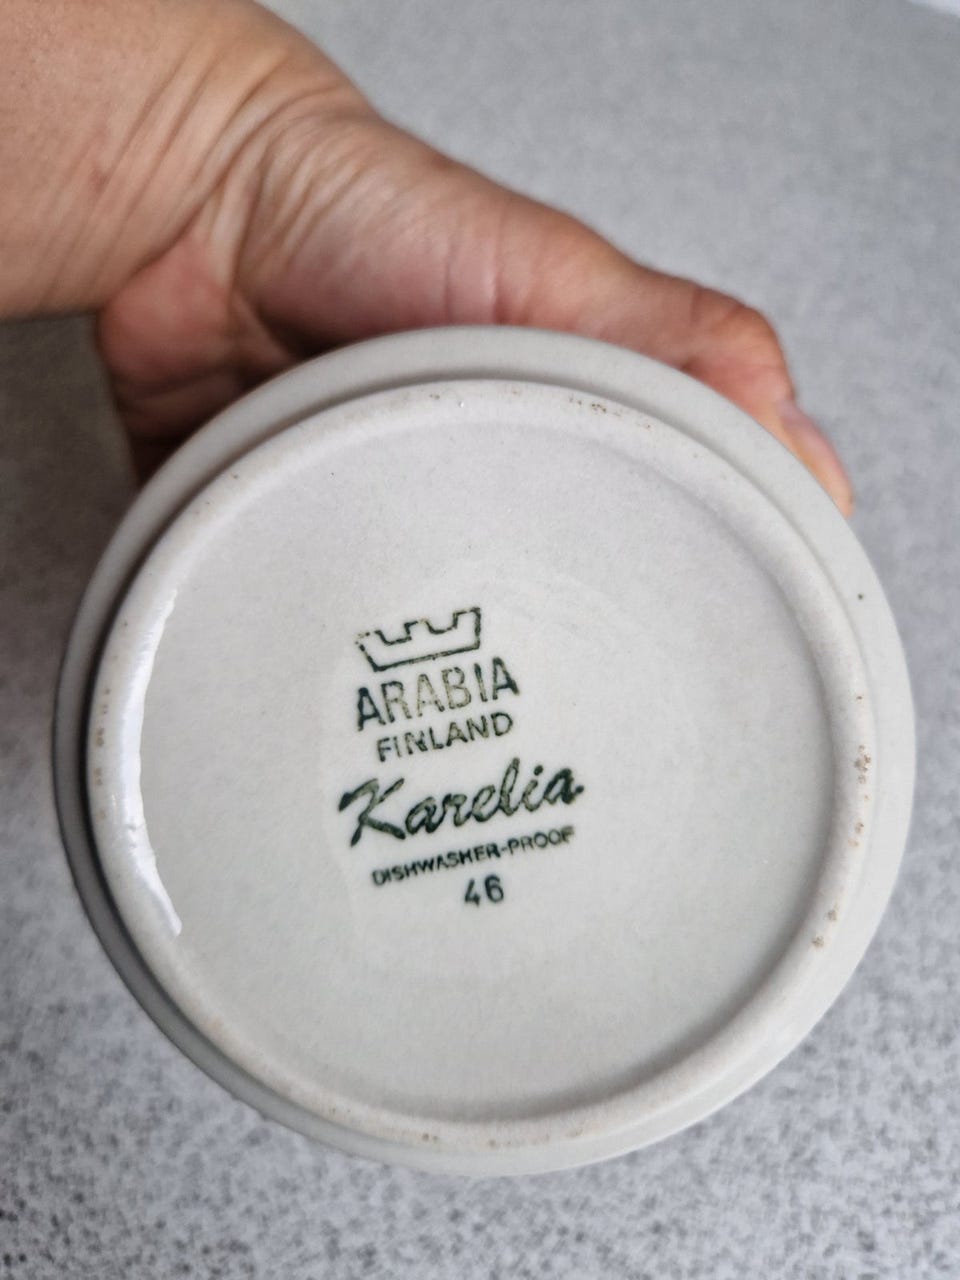 ARABIA
FINLAND
Karelia
DISHWASHER-PROOF
46